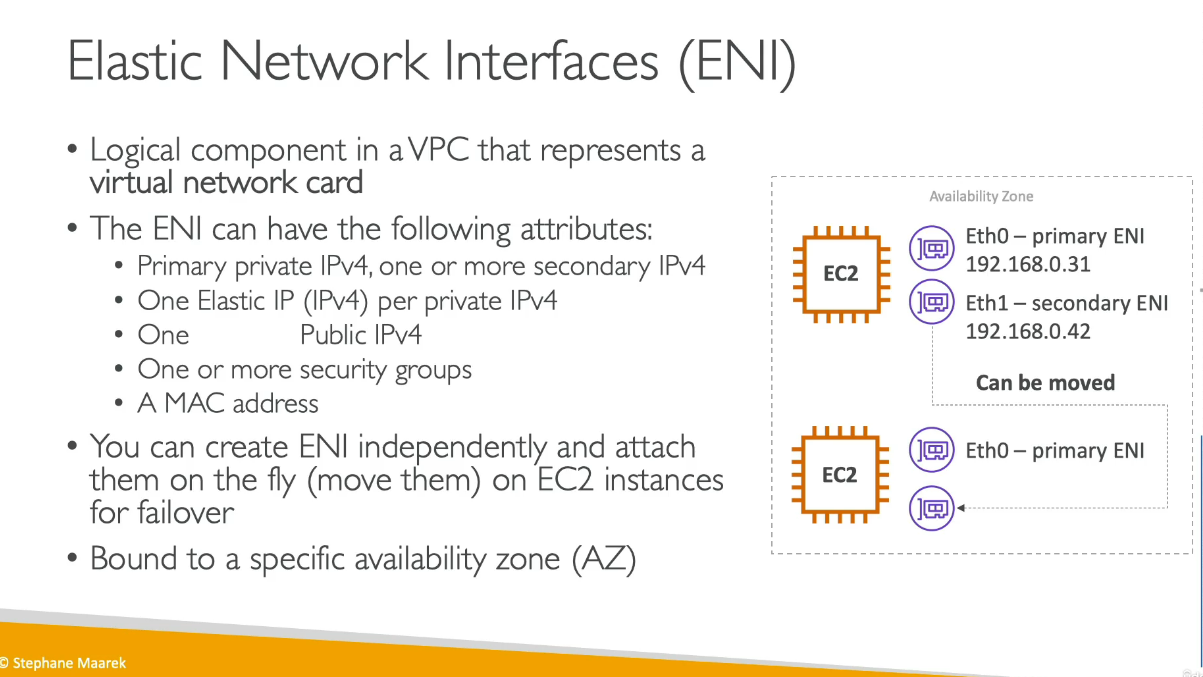 Elastic Network Interfaces (ENI)
• Logical component in a VPC that represents a
virtual network card
• The ENI can have the following attributes:
• Primary private IPv4, one or more secondary IPv4
• One Elastic IP (IPv4) per private IPv4
• One Public IPv4
• One or more security groups
• A MAC address
• You can create ENI independently and attach
them on the fly (move them) on EC2 instances
for failover
• Bound to a specific availability zone (AZ)
Availability Zone
EC2
Eth0 – primary ENI
192.168.0.31
Eth1 – secondary ENI
192.168.0.42
Can be moved
EC2
Eth0 – primary ENI
© Stephane Maarek